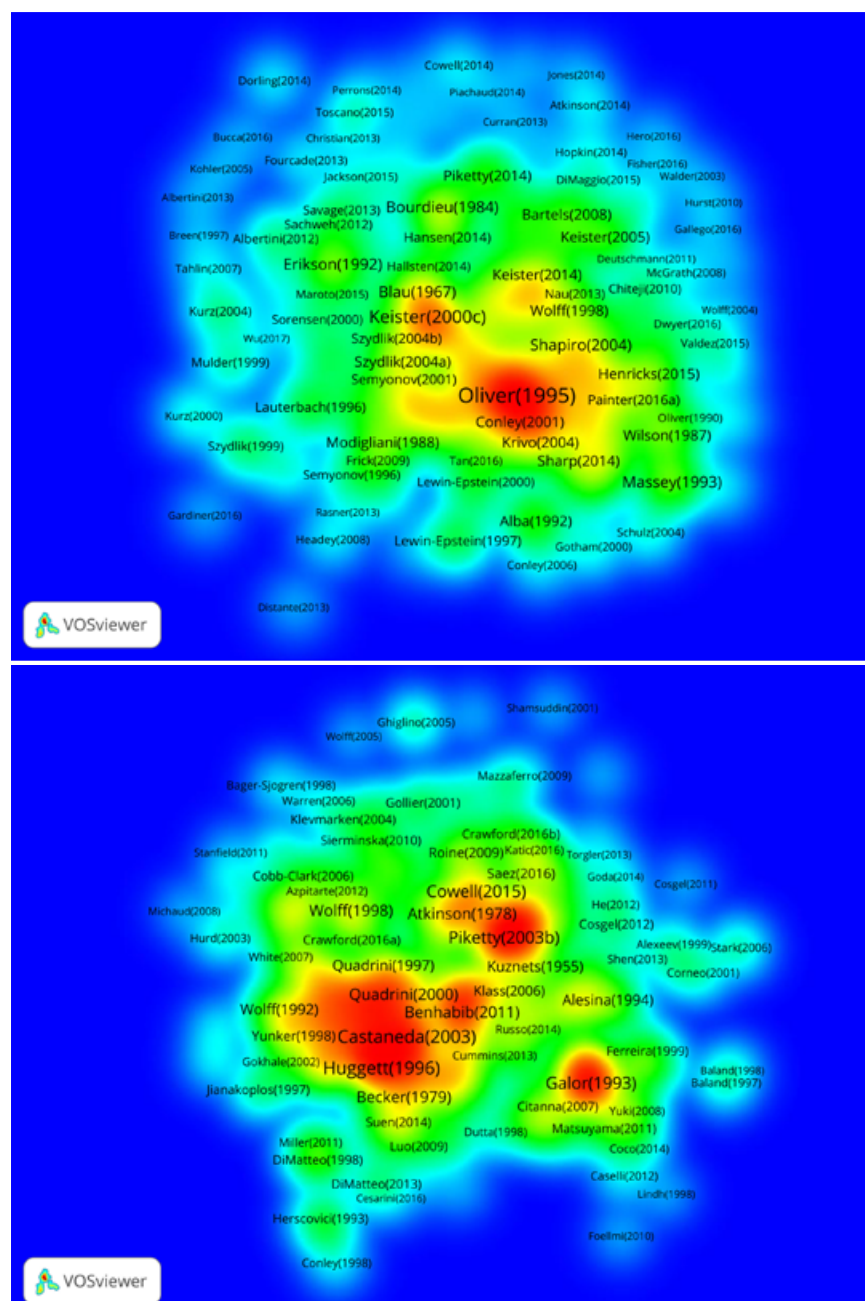 Cowell(2014)
Jones(2014)
Dorling(2014)
Perrons(2014)
Piachaud(2014)
Atkinson(2014)
Toscano(2015)
Curran(2013)
Bucca(2016)
Christian(2013)
Hero(2016)
Hopkin(2014)
Fourcade(2013)
Fisher(2016)
Kohler(2005)
Jackson(2015)
Piketty(2014)
DiMaggio(2015)
Walder(2003)
Albertini(2013)
Savage(2013)
Bourdieu(1984)
Bartels(2008)
Hurst(2010)
Sachweh(2012)
Breen(1997)
Albertini(2012)
Hansen(2014)
Keister(2005)
Gallego(2016)
Erikson(1992)
Hallsten(2014)
Deutschmann(2011)
Tahlin(2007)
Keister(2014)
McGrath(2008)
Maroto(2015)
Blau(1967)
Nau(2013)
Chiteji(2010)
Kurz(2004)
Sorensen(2000)
Keister(2000c)
Wolff(1998)
Wolff(2004)
Dwyer(2016)
Wu(2017)
Szydlik(2004b)
Shapiro(2004)
Valdez(2015)
Mulder(1999)
Szydlik(2004a)
Semyonov(2001)
Henricks(2015)
Oliver(1995)
Painter(2016a)
Lauterbach(1996)
Kurz(2000)
Conley(2001)
Oliver(1990)
Szydlik(1999)
Modigliani(1988)
Krivo(2004)
Wilson(1987)
Frick(2009)
Tan(2016)
Sharp(2014)
Semyonov(1996)
Lewin-Epstein(2000)
Massey(1993)
Gardiner(2016)
Rasner(2013)
Alba(1992)
Headey(2008)
Lewin-Epstein(1997)
Schulz(2004)
Gotham(2000)
Conley(2006)
Distante(2013)
VOSviewer
Shamsuddin(2001)
Ghiglino(2005)
Wolff(2005)
Mazzaferro(2009)
Bager-Sjogren(1998)
Warren(2006)
Gollier(2001)
Klevmarken(2004)
Sierminska(2010)
Crawford(2016b)
Stanfield(2011)
Roine(2009)
Katic(2016)
Torgler(2013)
Cobb-Clark(2006)
Saez(2016)
Goda(2014)
Cosgel(2011)
Azpitarte(2012)
Cowell(2015)
Michaud(2008)
Wolff(1998)
Atkinson(1978)
He(2012)
Cosgel(2012)
Hurd(2003)
Crawford(2016a)
Piketty(2003b)
Alexeev(1999)
Stark(2006)
White(2007)
Quadrini(1997)
Kuznets(1955)
Shen(2013)
Corneo(2001)
Quadrini(2000)
Klass(2006)
Alesina(1994)
Wolff(1992)
Benhabib(2011)
Yunker(1998)
Castaneda(2003)
Russo(2014)
Gokhale(2002)
Huggett(1996)
Cummins(2013)
Ferreira(1999)
Baland(1998)
Jianakoplos(1997)
Becker(1979)
Galor(1993)
Baland(1997)
Citanna(2007)
Yuki(2008)
Suen(2014)
Dutta(1998)
Matsuyama(2011)
Miller(2011)
Luo(2009)
Coco(2014)
DiMatteo(1998)
DiMatteo(2013)
Caselli(2012)
Cesarini(2016)
Lindh(1998)
Herscovici(1993)
Foellmi(2010)
Conley(1998)
VOSviewer